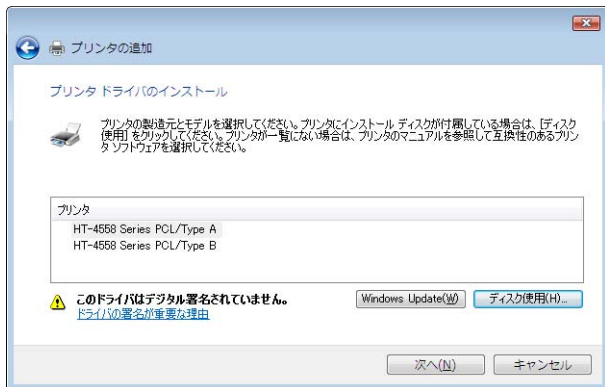 プリンタの追加
プリンタ ドライバのインストール
プリンタの製造元とモデルを選択してください。プリンタにインストール ディスクが付属している場合は、[ディスク
使用] をクリックしてください。プリンタが一覧にない場合は、プリンタのマニュアルを参照して互換性のあるプリン
タ ソフトウェアを選択してください。
プリンタ
HT-4558 Series PCL/Type A
HT-4558 Series PCL/Type B
このドライバはデジタル署名されていません。
ドライバの署名が重要な理由
Windows Update(W)
ディスク使用(H)...
次へ(N)
キャンセル